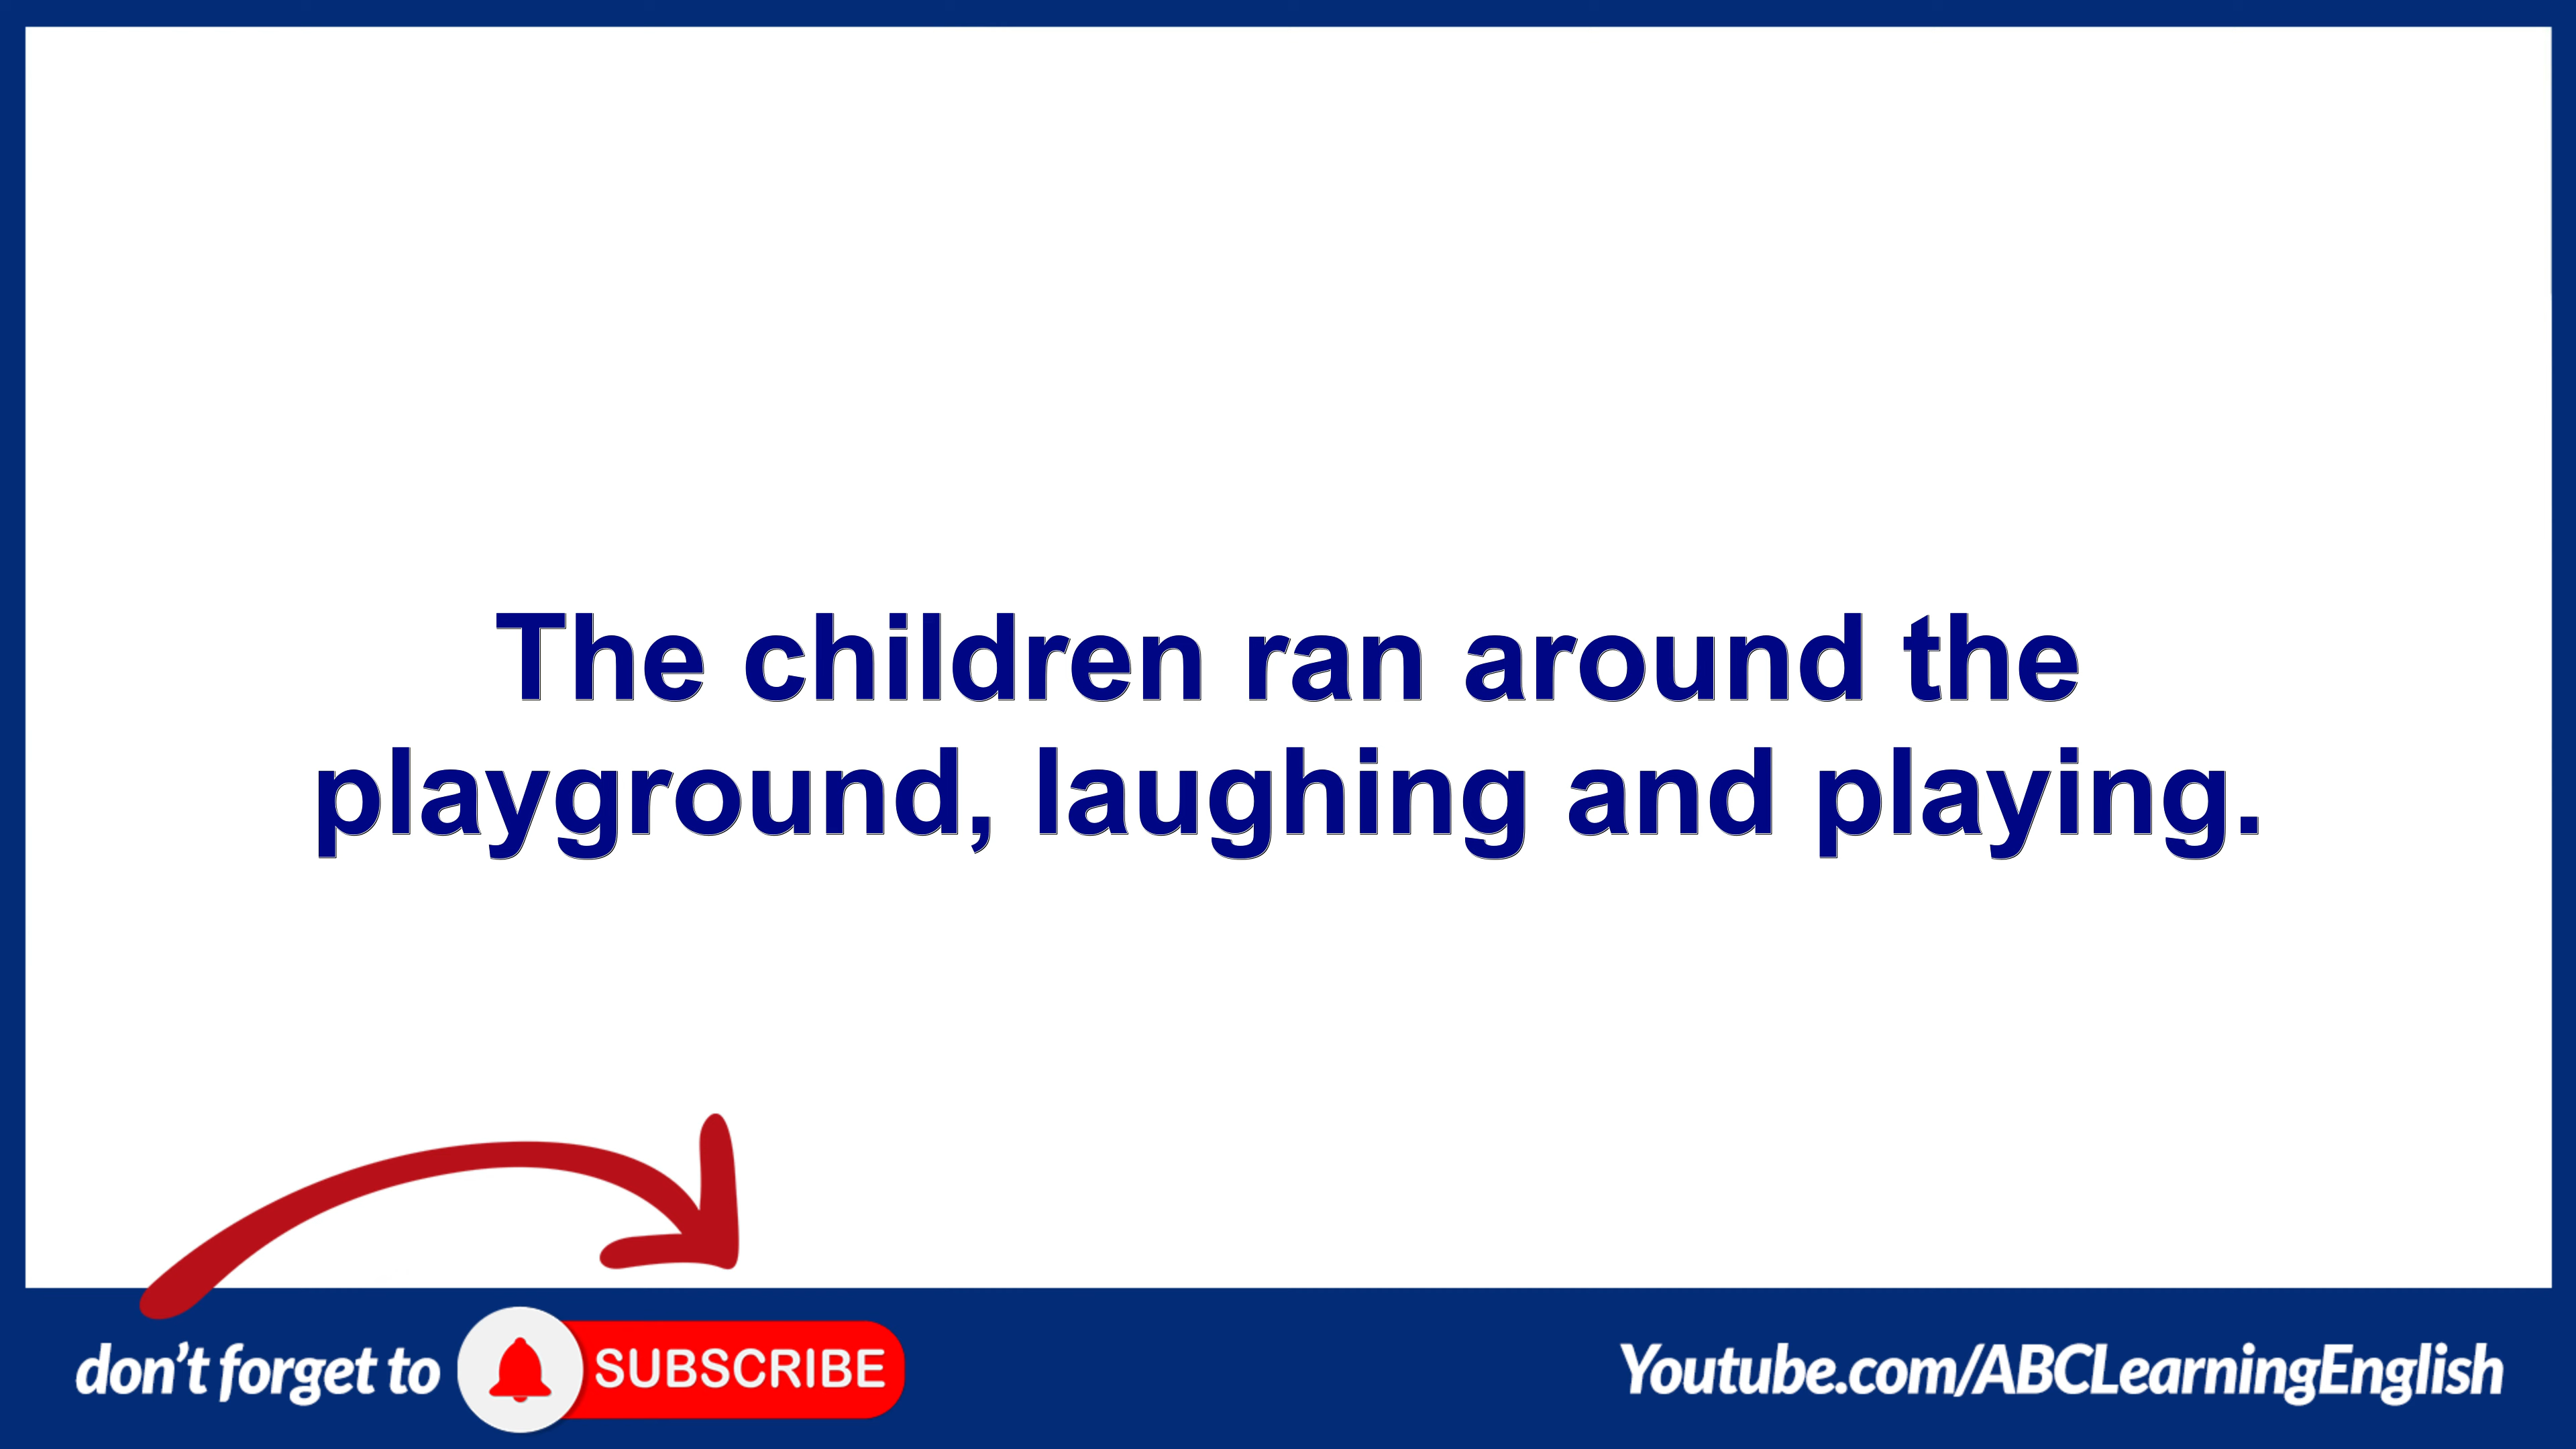 The children ran around the
playground, laughing and playing.
don't forget to SUBSCRIBE
Youtube.com/ABCLearningEnglish